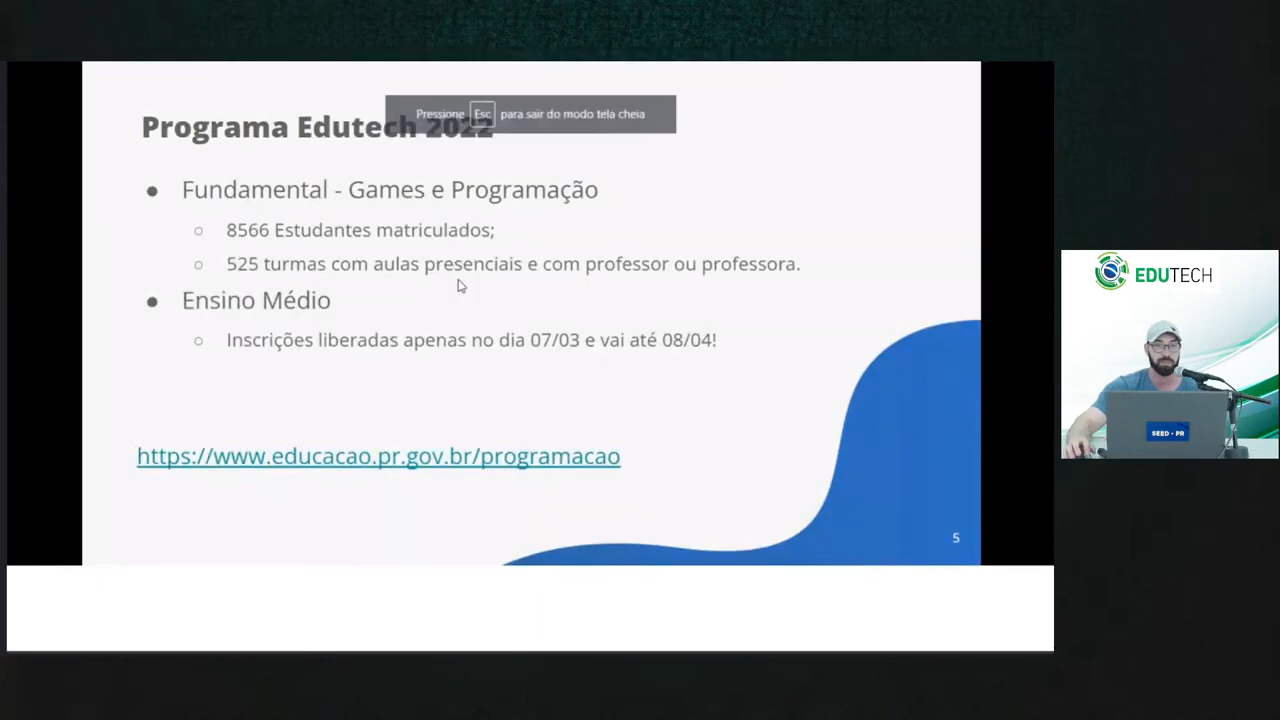 Pressione Esc para sair do modo tela cheia
Programa Edutech 2022
● Fundamental - Games e Programação
○ 8566 Estudantes matriculados;
○ 525 turmas com aulas presenciais e com professor ou professora.
● Ensino Médio
○ Inscrições liberadas apenas no dia 07/03 e vai até 08/04!
https://www.educacao.pr.gov.br/programacao
5
EDUTECH
SEED - PR